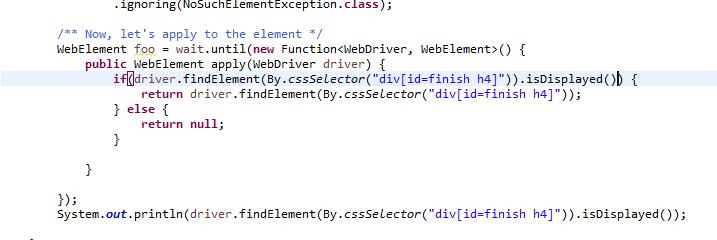 .ignoring(NoSuchElementException.class);
/** Now, let's apply to the element */
WebElement foo = wait.until(new Function<WebDriver, WebElement>() {
public WebElement apply(WebDriver driver) {
if(driver.findElement(By.cssSelector("div[id=finish h4]")).isDisplayed()) {
return driver.findElement(By.cssSelector("div[id=finish h4]"));
} else {
return null;
}
}
});
System.out.println(driver.findElement(By.cssSelector("div[id=finish h4]")).isDisplayed());